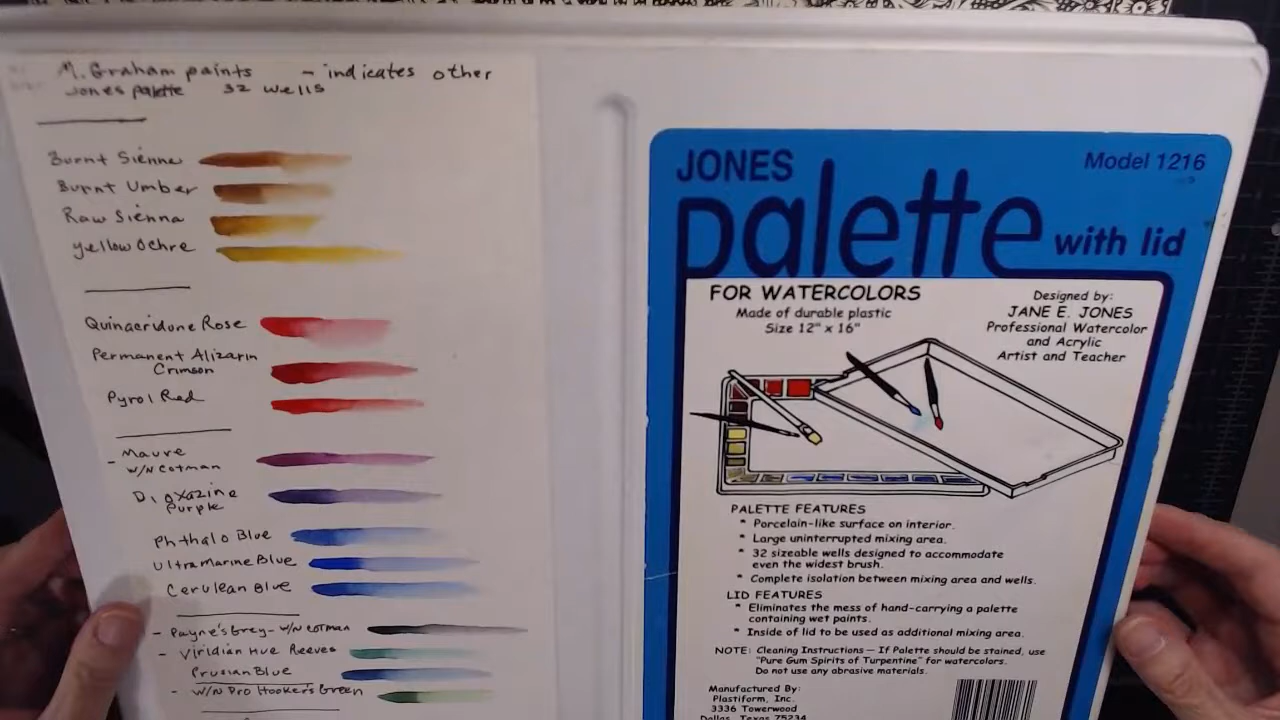 M. Graham paints - indicates other
Jones palette 32 wells
Burnt Sienna
Burnt Umber
Raw Sienna
Yellow Ochre
Quinacridone Rose
Permanent Alizarin
Crimson
Pyrol Red
- Mauve
W/N Cotman
Dioxazine
Purple
Phthalo Blue
Ultramarine Blue
Cerulean Blue
- Payne's Grey - W/N Cotman
- Viridian Hue Reeves
Prussian Blue
- W/N Pro Hooker's Green
JONES
Model 1216
palette with lid
FOR WATERCOLORS
Made of durable plastic
Size 12" x 16"
Designed by:
JANE E. JONES
Professional Watercolor
and Acrylic
Artist and Teacher
PALETTE FEATURES
* Porcelain-like surface on interior.
* Large uninterrupted mixing area.
* 32 sizeable wells designed to accommodate
even the widest brush.
* Complete isolation between mixing area and wells.
LID FEATURES
* Eliminates the mess of hand-carrying a palette
containing wet paints.
* Inside of lid to be used as additional mixing area.
NOTE: Cleaning Instructions — If Palette should be stained, use
"Pure Gum Spirits of Turpentine" for watercolors.
Do not use any abrasive materials.
Manufactured By:
Plastiform, Inc.
3336 Towerwood
Dallas, Texas 75234